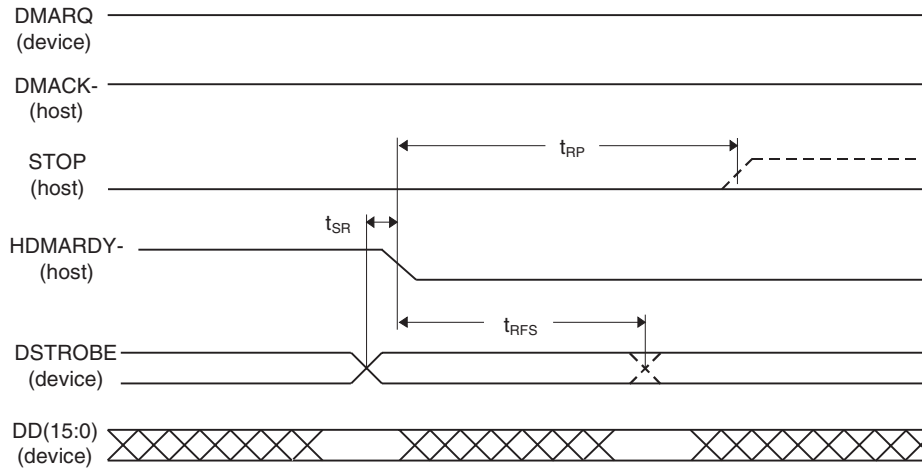 DMARQ
(device)
DMACK-
(host)
STOP
(host)
tRP
tSR
HDMARDY-
(host)
tRFS
DSTROBE
(device)
DD(15:0)
(device)